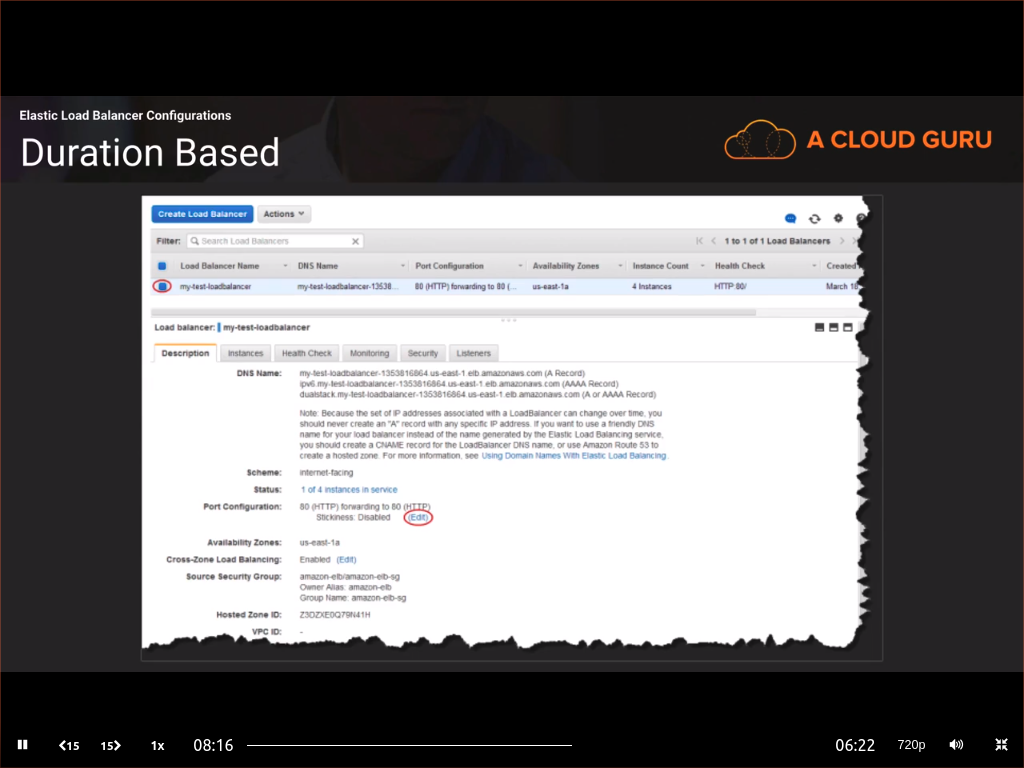 Elastic Load Balancer Configurations
Duration Based
A CLOUD GURU
Create Load Balancer Actions
Filter: Search Load Balancers 1 to 1 of 1 Load Balancers
Load Balancer Name DNS Name Port Configuration Availability Zones Instance Count Health Check Created
my-test-loadbalancer my-test-loadbalancer-13538... 80 (HTTP) forwarding to 80 (... us-east-1a 4 Instances HTTP:80/ March 18
Load balancer: my-test-loadbalancer
Description Instances Health Check Monitoring Security Listeners
DNS Name: my-test-loadbalancer-1353816864.us-east-1.elb.amazonaws.com (A Record)
ipv6.my-test-loadbalancer-1353816864.us-east-1.elb.amazonaws.com (AAAA Record)
dualstack.my-test-loadbalancer-1353816864.us-east-1.elb.amazonaws.com (A or AAAA Record)
Note: Because the set of IP addresses associated with a LoadBalancer can change over time, you
should never create an "A" record with any specific IP address. If you want to use a friendly DNS
name for your load balancer instead of the name generated by the Elastic Load Balancing service,
you should create a CNAME record for the LoadBalancer DNS name, or use Amazon Route 53 to
create a hosted zone. For more information, see Using Domain Names With Elastic Load Balancing.
Scheme: internet-facing
Status: 1 of 4 instances in service
Port Configuration: 80 (HTTP) forwarding to 80 (HTTP)
Stickiness: Disabled (Edit)
Availability Zones: us-east-1a
Cross-Zone Load Balancing: Enabled (Edit)
Source Security Group: amazon-elb/amazon-elb-sg
Owner Alias: amazon-elb
Group Name: amazon-elb-sg
Hosted Zone ID: Z3DZXE0Q79N41H
VPC ID: -
15 15 1x 08:16 06:22 720p